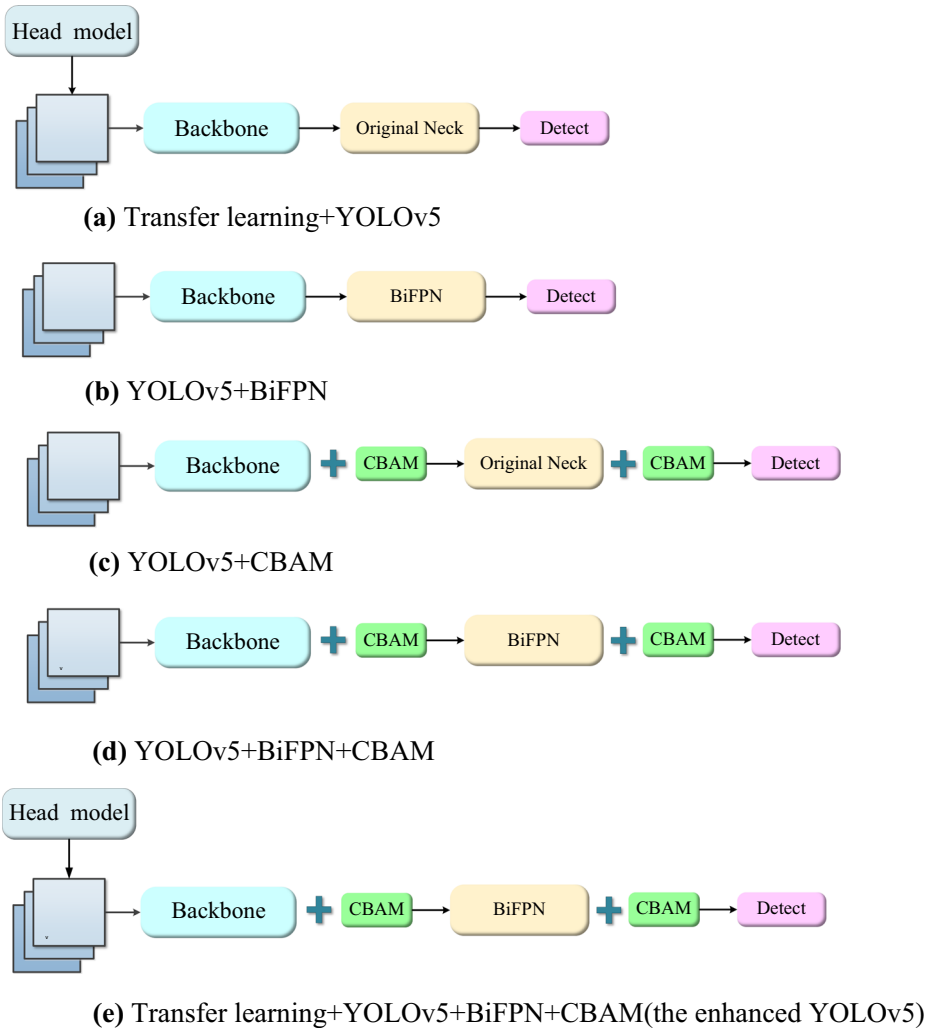 Head model
Backbone Original Neck Detect
(a) Transfer learning+YOLOv5
Backbone BiFPN Detect
(b) YOLOv5+BiFPN
Backbone + CBAM Original Neck + CBAM Detect
(c) YOLOv5+CBAM
Backbone + CBAM BiFPN + CBAM Detect
(d) YOLOv5+BiFPN+CBAM
Head model
Backbone + CBAM BiFPN + CBAM Detect
(e) Transfer learning+YOLOv5+BiFPN+CBAM(the enhanced YOLOv5)